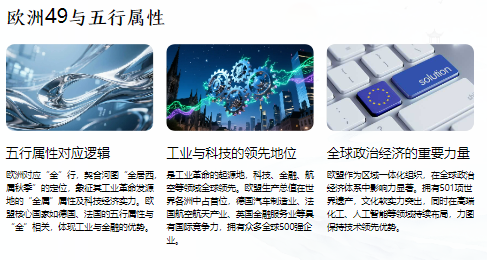 欧洲49与五行属性
solution
五行属性对应逻辑
欧洲对应“金”行，契合河图“金居西，
属秋季”的定位，象征其工业革命发源
地的“金属”属性及科技经济实力。欧
盟核心国家如德国、法国的五行属性与
“金”相关，体现工业与金融的优势。
工业与科技的领先地位
是工业革命的起源地，科技、金融、航
空等领域全球领先。欧盟生产总值在世
界各洲中占首位，德国汽车制造业、法
国航空航天产业、英国金融服务业等具
有国际竞争力，拥有众多全球500强企
业。
全球政治经济的重要力量
欧盟作为区域一体化组织，在全球政治
经济体系中影响力显著。拥有501项世
界遗产，文化软实力突出，同时在高端
化工、人工智能等领域持续布局，力图
保持技术领先优势。